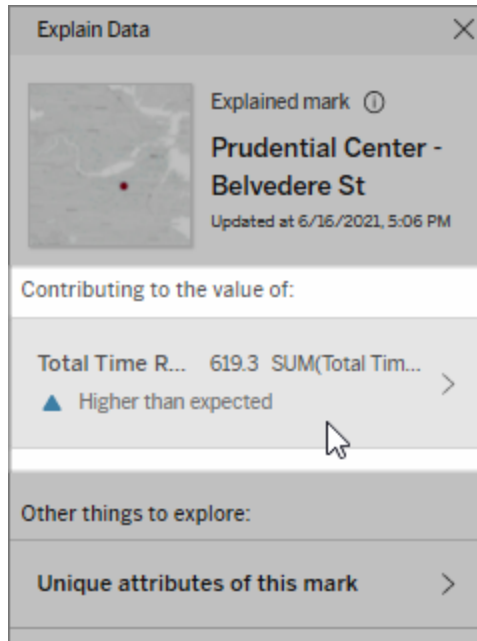 Explain Data
Explained mark
Prudential Center -
Belvedere St
Updated at 6/16/2021, 5:06 PM
Contributing to the value of:
Total Time R... 619.3 SUM(Total Tim...
Higher than expected
Other things to explore:
Unique attributes of this mark